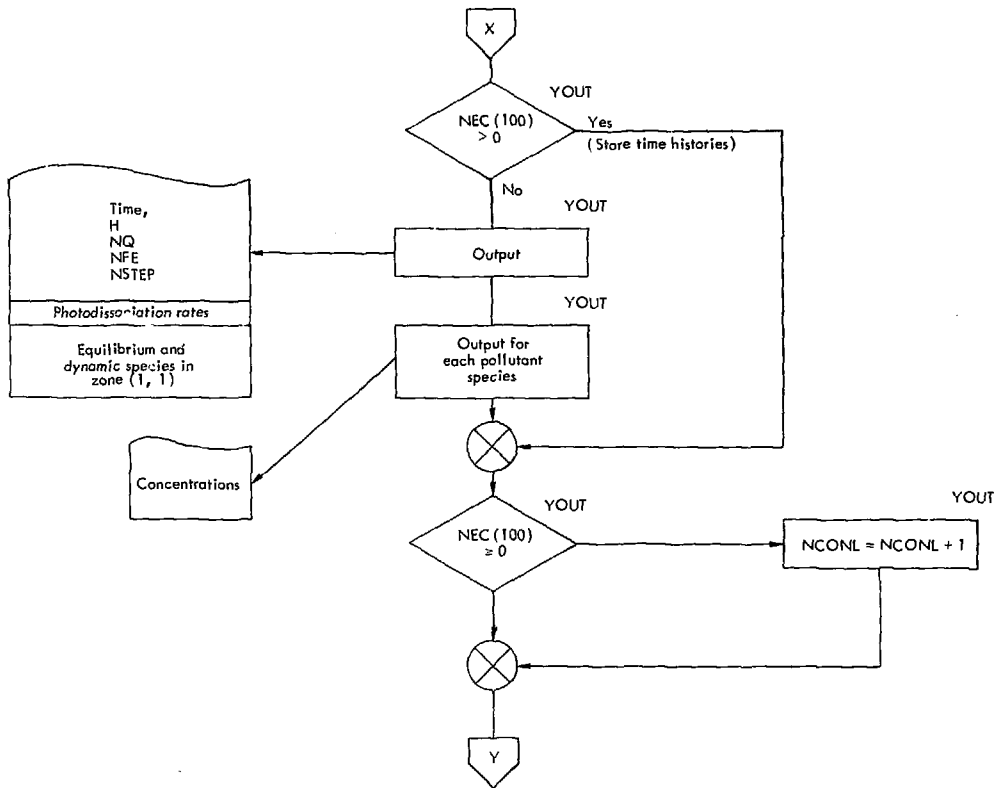 X
YOUT
NEC (100)
> 0
Yes
(Store time histories)
No
YOUT
Time,
H
NQ
NFE
NSTEP
Output
YOUT
Photodissociation rates
Equilibrium and
dynamic species in
zone (1, 1)
Output for
each pollutant
species
Concentrations
YOUT
NEC (100)
≥ 0
YOUT
NCONL = NCONL + 1
Y